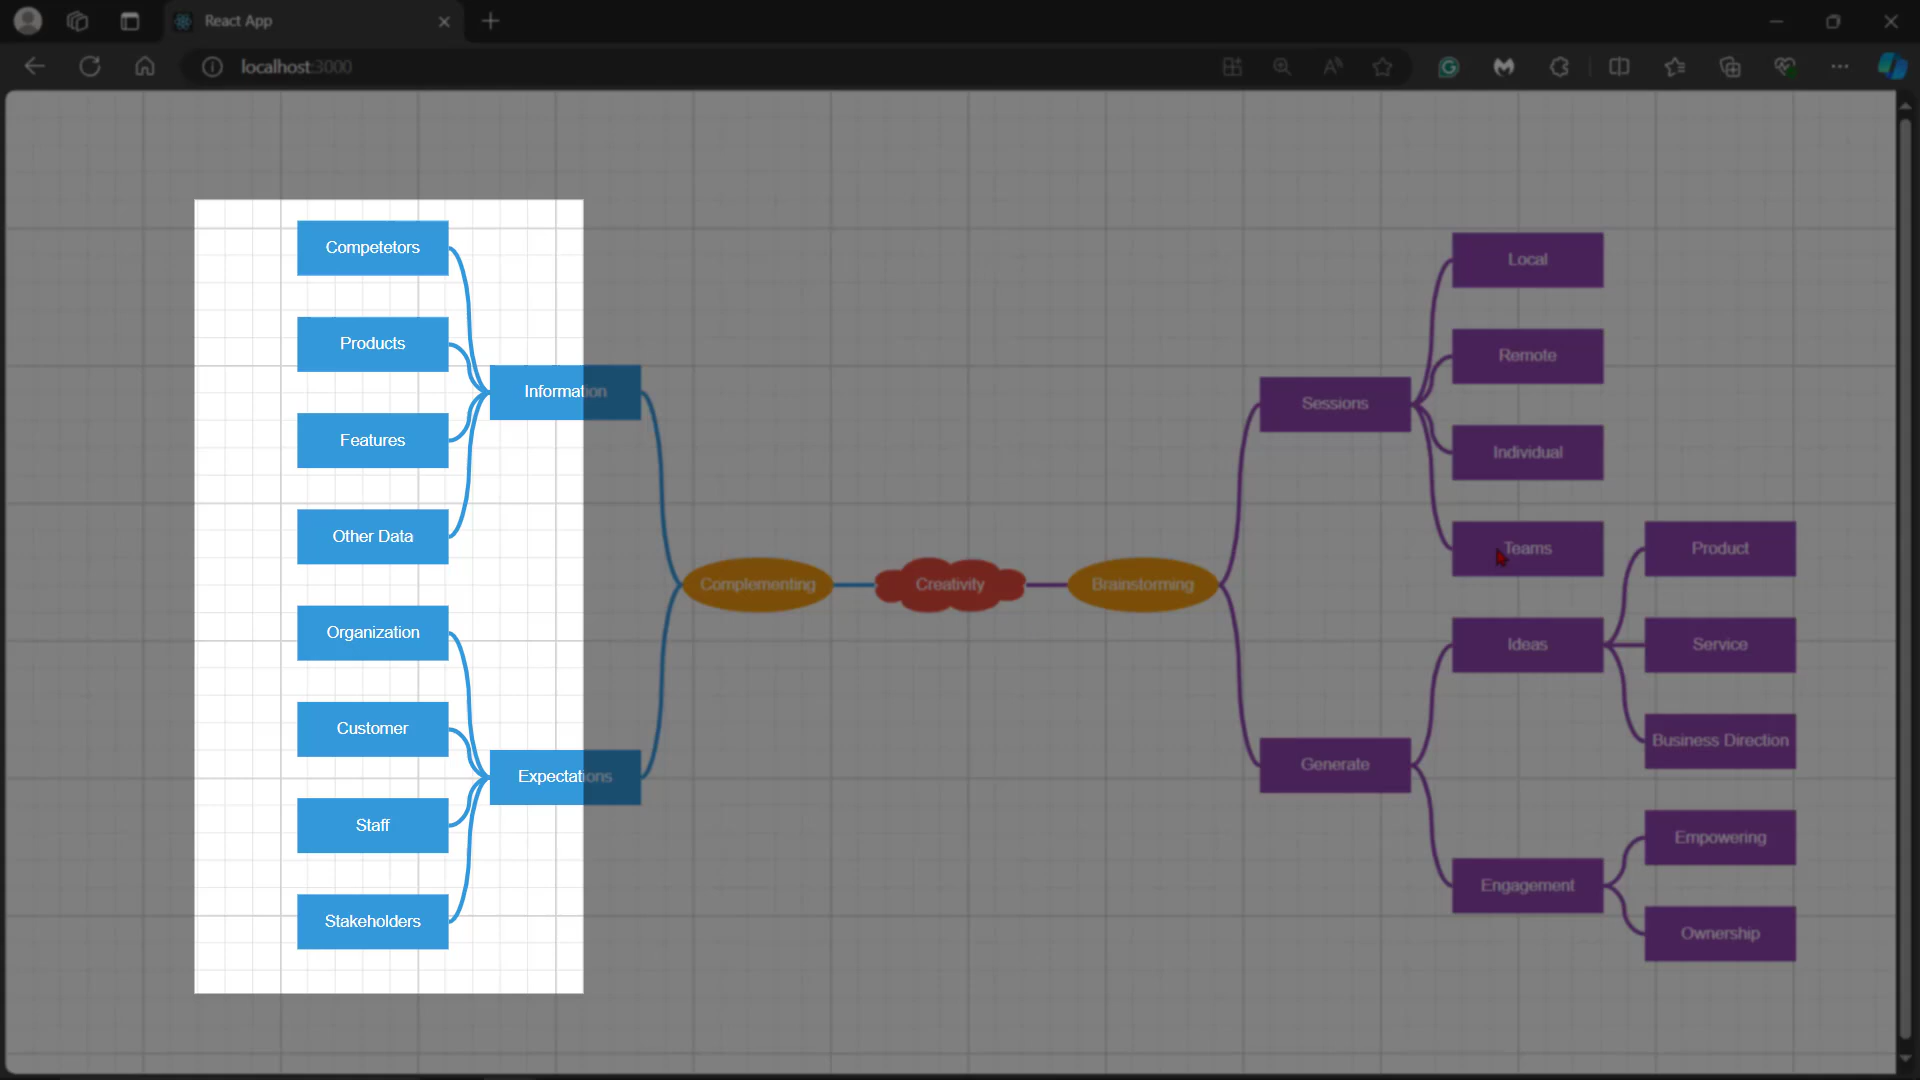 React App
localhost:3000
Competetors
Products
Information
Features
Other Data
Organization
Customer
Expectations
Staff
Stakeholders
Complementing
Creativity
Brainstorming
Sessions
Local
Remote
Individual
Teams
Generate
Ideas
Product
Service
Business Direction
Engagement
Empowering
Ownership